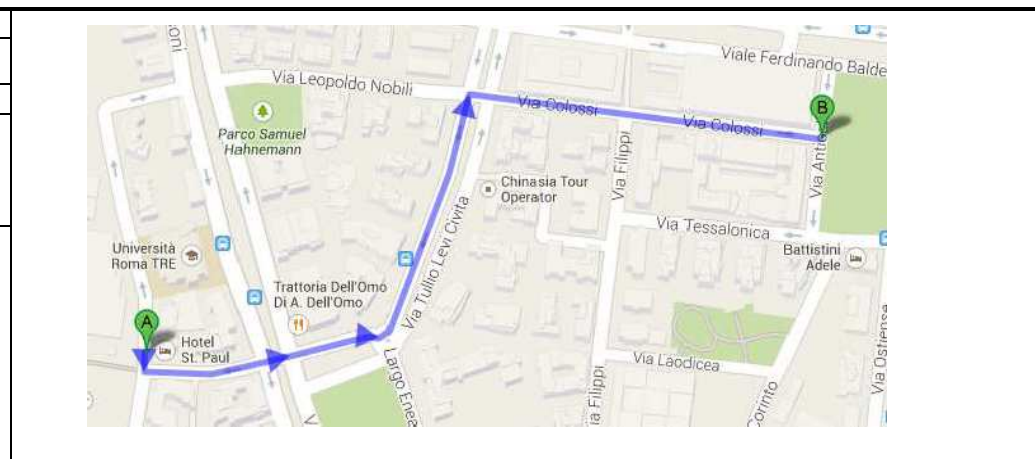 Viale Ferdinando Balde
Via Leopoldo Nobili
Via Colossi
Via Colossi
B
Parco Samuel
Hahnemann
Via Filippi
Chinasia Tour
Operator
Via Tullio Levi Civita
Via Tessalonica
Università
Roma TRE
Battistini
Adele
Trattoria Dell'Omo
Di A. Dell'Omo
A
Hotel
St. Paul
Largo Enea
Via Laodicea
ia Filippi
Corinto
Via Ostiense
V